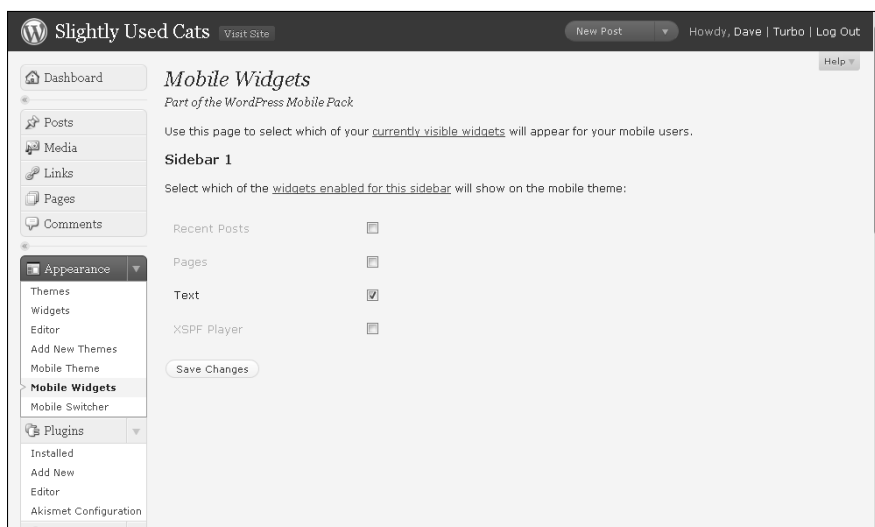 Slightly Used Cats Visit Site New Post Howdy, Dave | Turbo | Log Out
Help
Dashboard
Posts
Media
Links
Pages
Comments
Appearance
Themes
Widgets
Editor
Add New Themes
Mobile Theme
Mobile Widgets
Mobile Switcher
Plugins
Installed
Add New
Editor
Akismet Configuration
Mobile Widgets
Part of the WordPress Mobile Pack
Use this page to select which of your currently visible widgets will appear for your mobile users.
Sidebar 1
Select which of the widgets enabled for this sidebar will show on the mobile theme:
Recent Posts
Pages
Text
XSPF Player
Save Changes